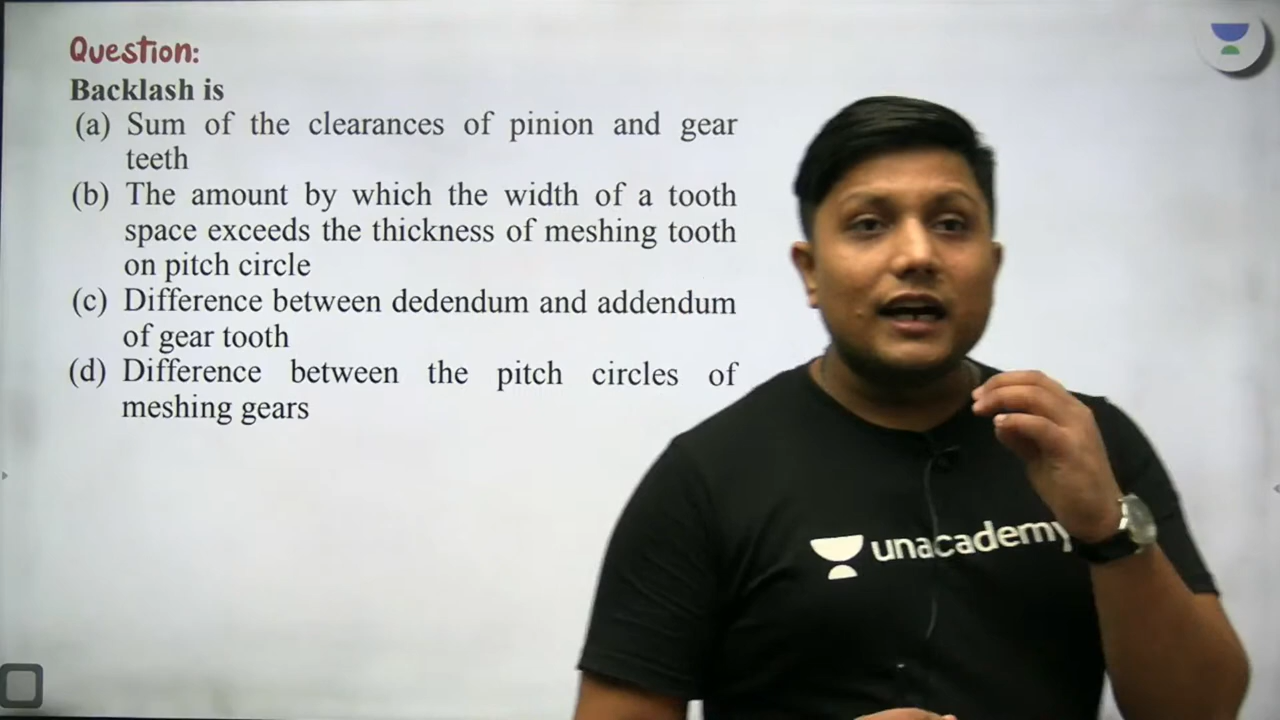 Question:
Backlash is
(a) Sum of the clearances of pinion and gear
teeth
(b) The amount by which the width of a tooth
space exceeds the thickness of meshing tooth
on pitch circle
(c) Difference between dedendum and addendum
of gear tooth
(d) Difference between the pitch circles of
meshing gears
unacademy